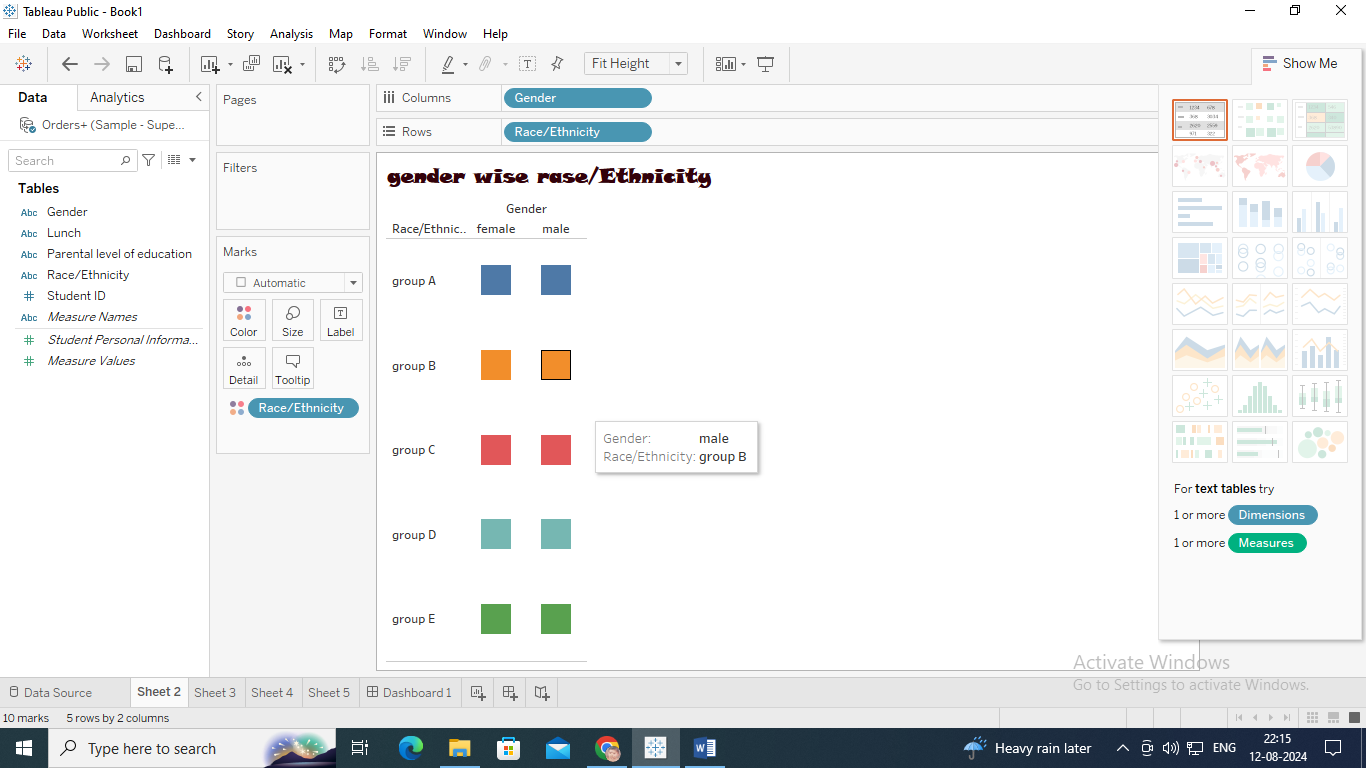 Tableau Public - Book1
File Data Worksheet Dashboard Story Analysis Map Format Window Help
Fit Height
Show Me
Data Analytics
Pages
Columns Gender
Orders+ (Sample - Supe...
Rows Race/Ethnicity
Search
Filters
Tables
Abc Gender
Abc Lunch
Abc Parental level of education
Abc Race/Ethnicity
# Student ID
Abc Measure Names
# Student Personal Informa...
# Measure Values
Marks
Automatic
Color Size Label
Detail Tooltip
Race/Ethnicity
gender wise rase/Ethnicity
Gender
Race/Ethnic.. female male
group A
group B
group C
group D
group E
Gender: male
Race/Ethnicity: group B
For text tables try
1 or more Dimensions
1 or more Measures
Activate Windows
Go to Settings to activate Windows.
Data Source Sheet 2 Sheet 3 Sheet 4 Sheet 5 Dashboard 1
10 marks 5 rows by 2 columns
Type here to search
Heavy rain later
ENG
22:15
12-08-2024